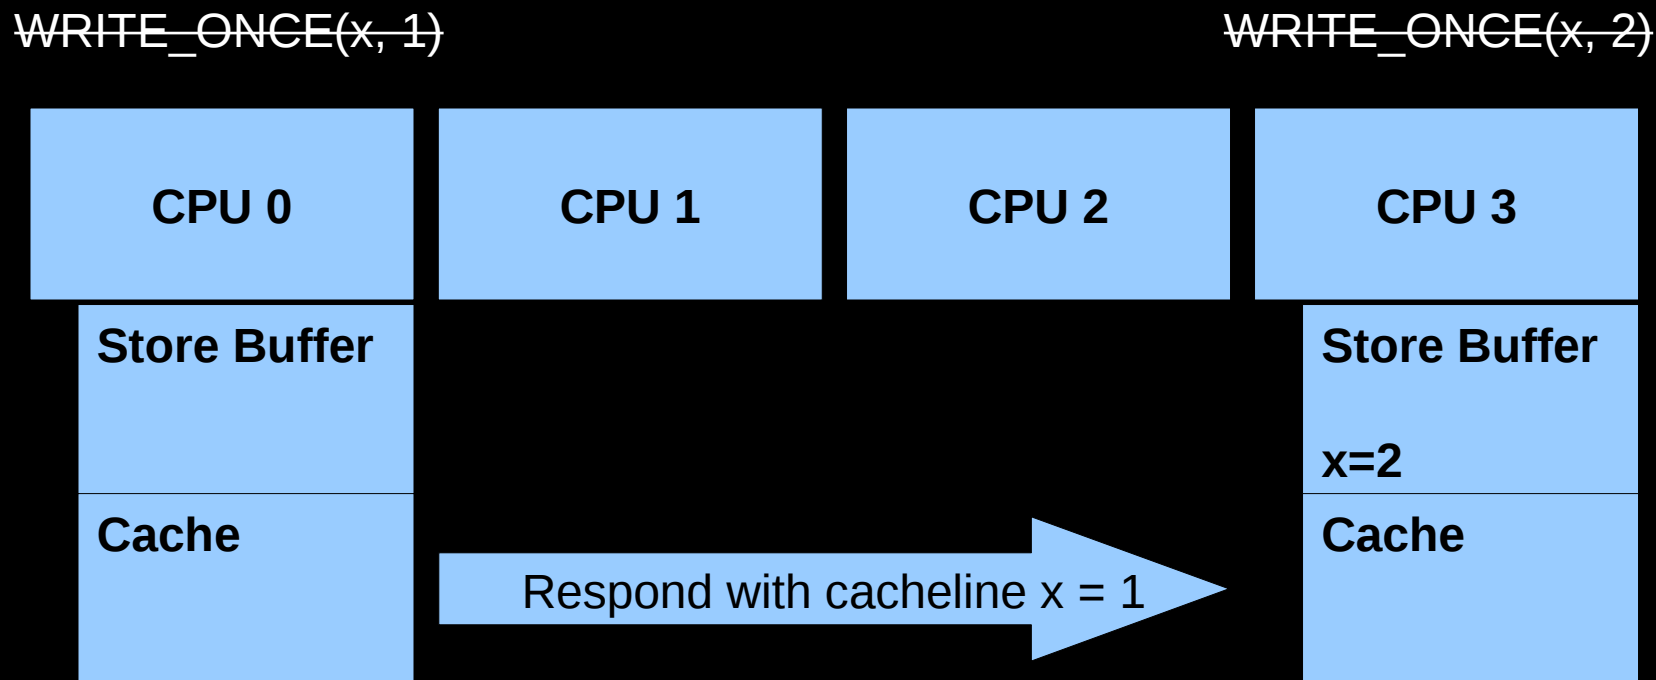 WRITE_ONCE(x, 1)
WRITE_ONCE(x, 2)
CPU 0
CPU 1
CPU 2
CPU 3
Store Buffer
Store Buffer
x=2
Cache
Cache
Respond with cacheline x = 1